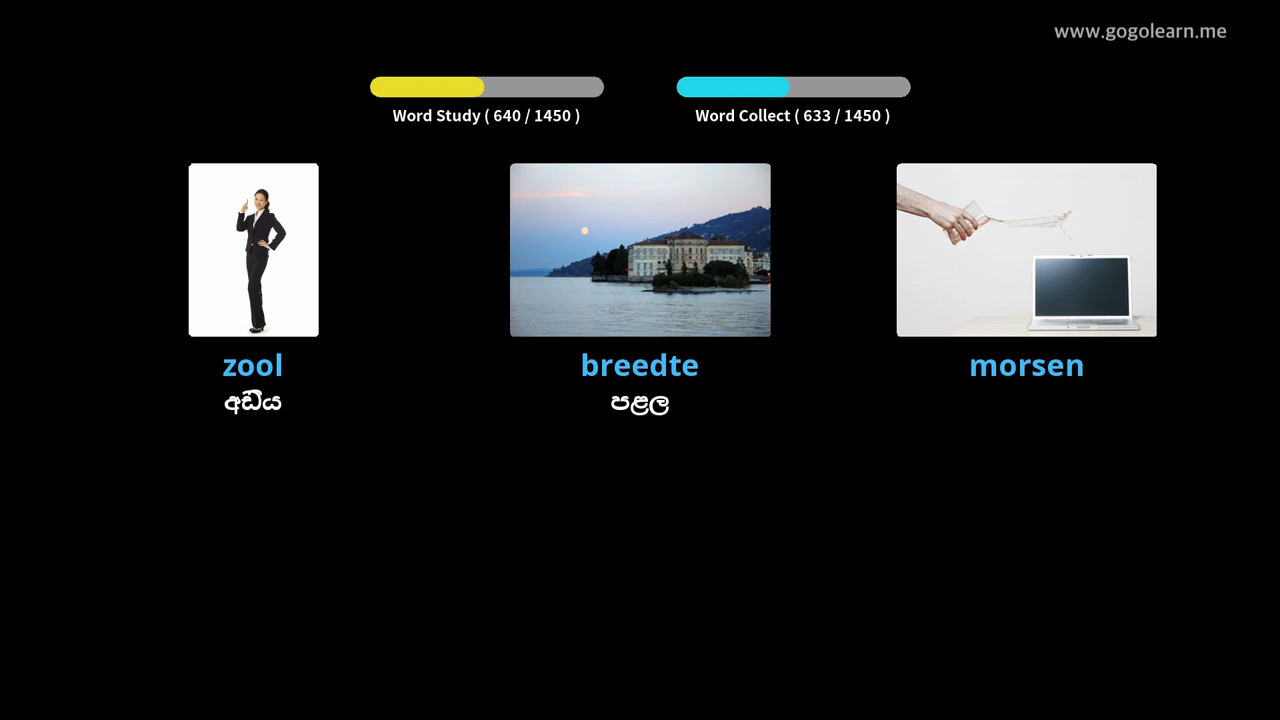 www.gogolearn.me
Word Study ( 640 / 1450 )
Word Collect ( 633 / 1450 )
zool
අඩිය
breedte
පළල
morsen